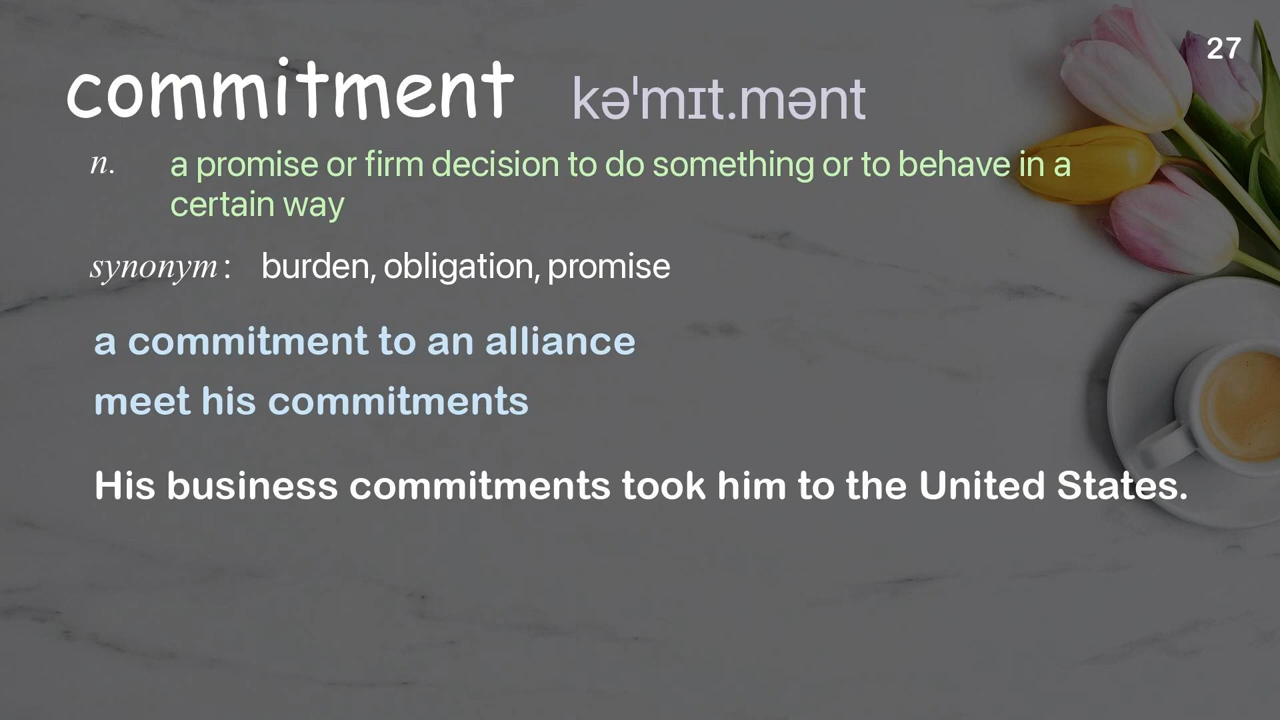 27
commitment kəˈmɪt.mənt
n. a promise or firm decision to do something or to behave in a
certain way
synonym : burden, obligation, promise
a commitment to an alliance
meet his commitments
His business commitments took him to the United States.